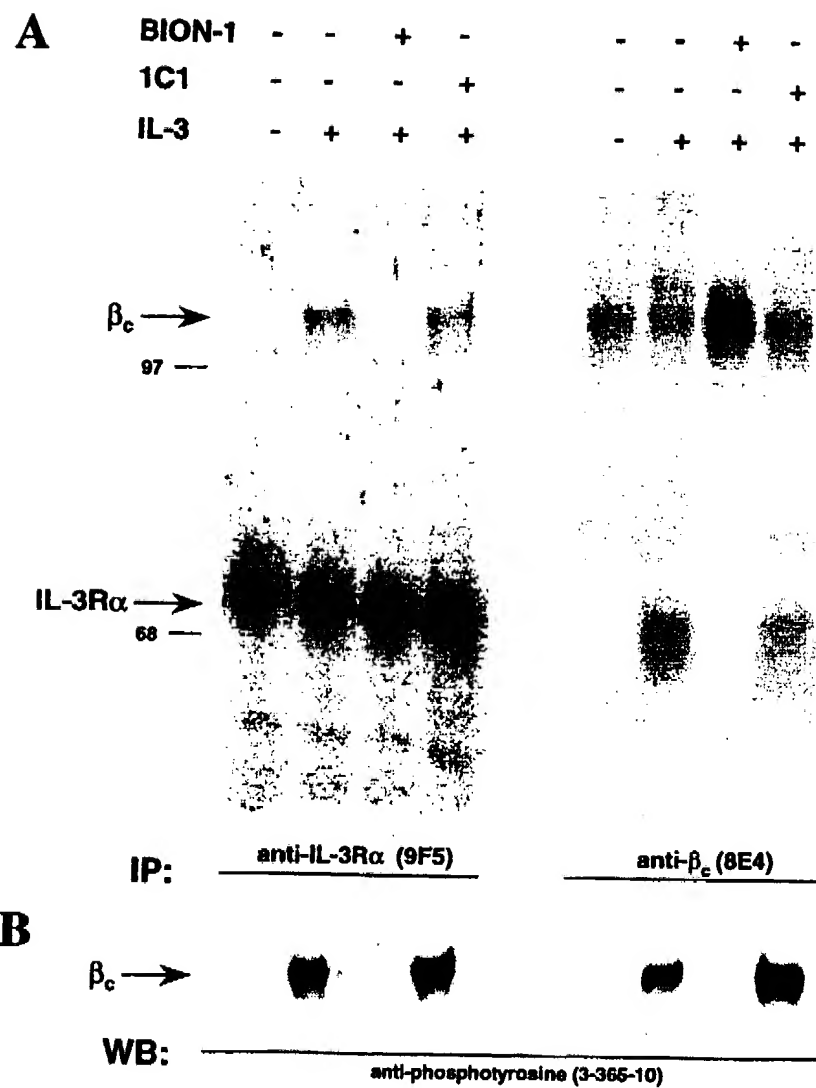 A
BION-1 - - + - - - + -
1C1 - - - + - - - +
IL-3 - + + + - + + +
βc
97
IL-3Rα
68
IP: anti-IL-3Rα (9F5) anti-βc (8E4)
B
βc
WB:
anti-phosphotyrosine (3-365-10)